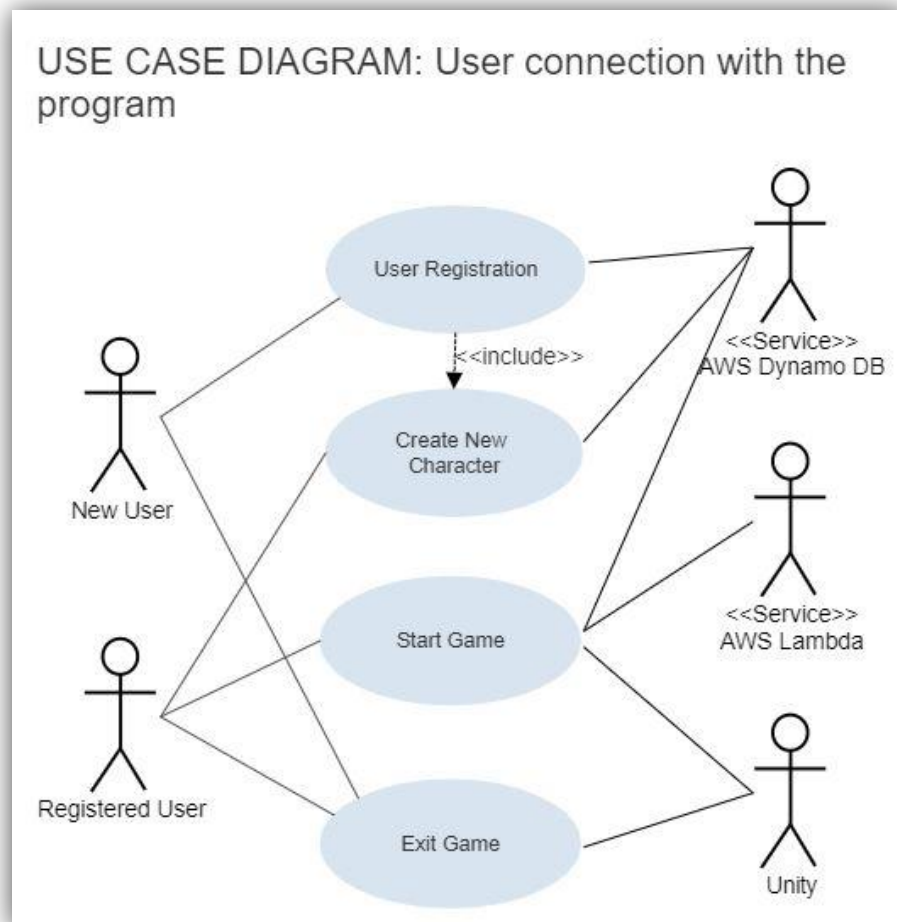 USE CASE DIAGRAM: User connection with the
program
User Registration
<<Service>>
AWS Dynamo DB
<<include>>
Create New
Character
New User
<<Service>>
AWS Lambda
Start Game
Registered User
Exit Game
Unity